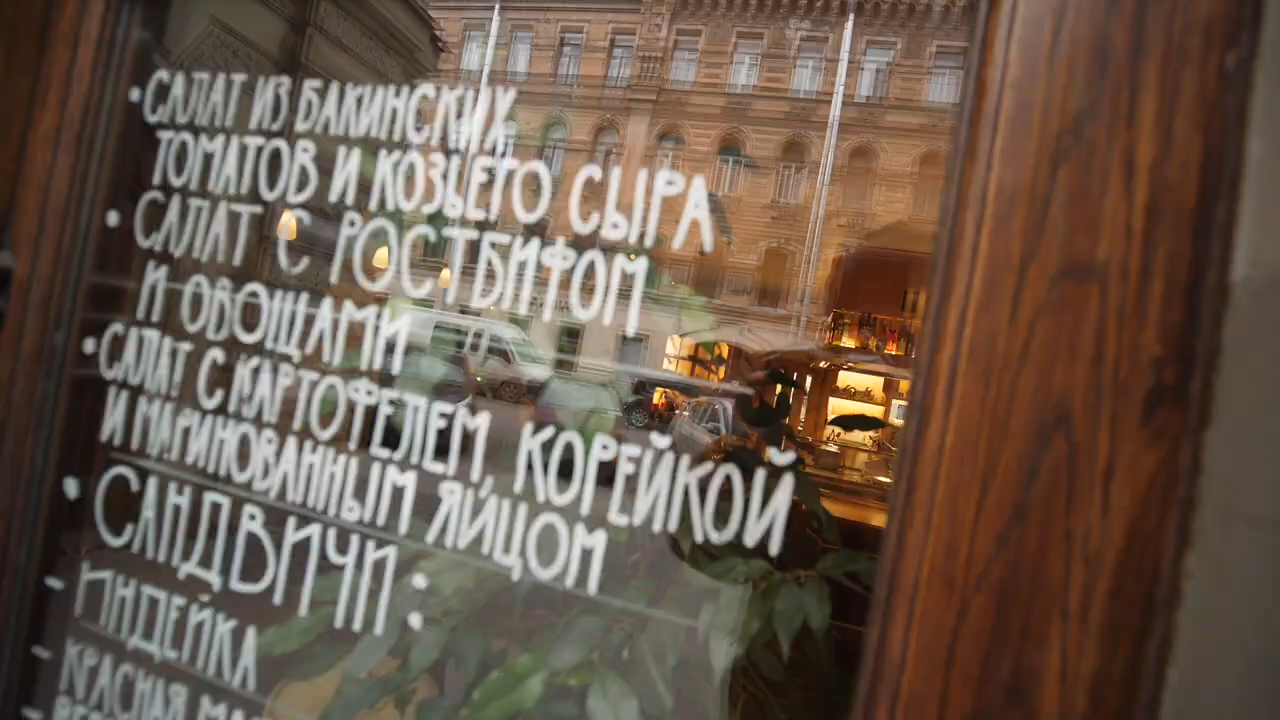 •САЛАТ ИЗ БАКИНСКИХ
ТОМАТОВ И КОЗЬЕГО СЫРА
• САЛАТ С РОСТБИФОМ
И ОВОЩАМИ
•САЛАТ С КАРТОФЕЛЕМ, КОРЕЙКОЙ
И МАРИНОВАННЫМ ЯЙЦОМ
• САНДВИЧИ:
- ИНДЕЙКА
- КРАСНАЯ